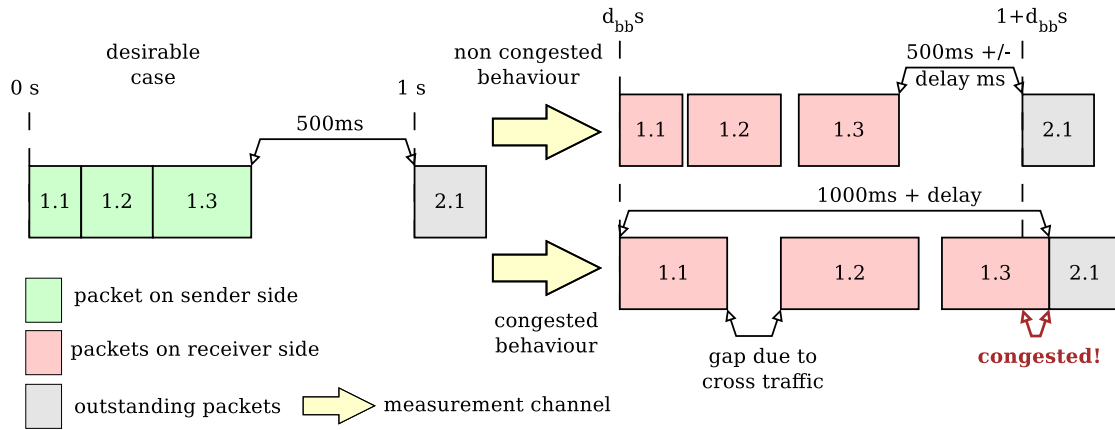 desirable
case
0 s
1 s
500ms
1.1
1.2
1.3
2.1
non congested
behaviour
d_bb s
1+d_bb s
500ms +/-
delay ms
1.1
1.2
1.3
2.1
1000ms + delay
1.1
1.2
1.3
2.1
congested
behaviour
gap due to
cross traffic
congested!
packet on sender side
packets on receiver side
outstanding packets
measurement channel